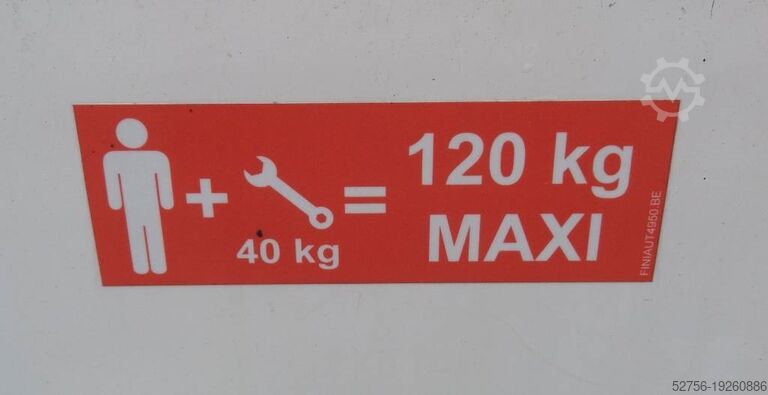 + 40 kg = 120 kg
MAXI
FINIAUT4950.BE
52756-19260886